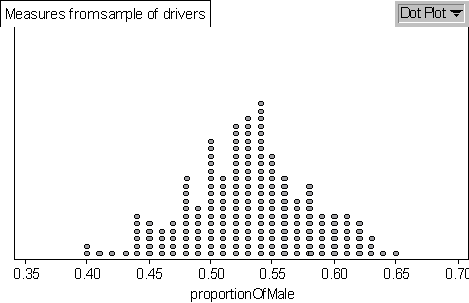 Measures fromsample of drivers
Dot Plot
0.35 0.40 0.45 0.50 0.55 0.60 0.65 0.70
proportionOfMale